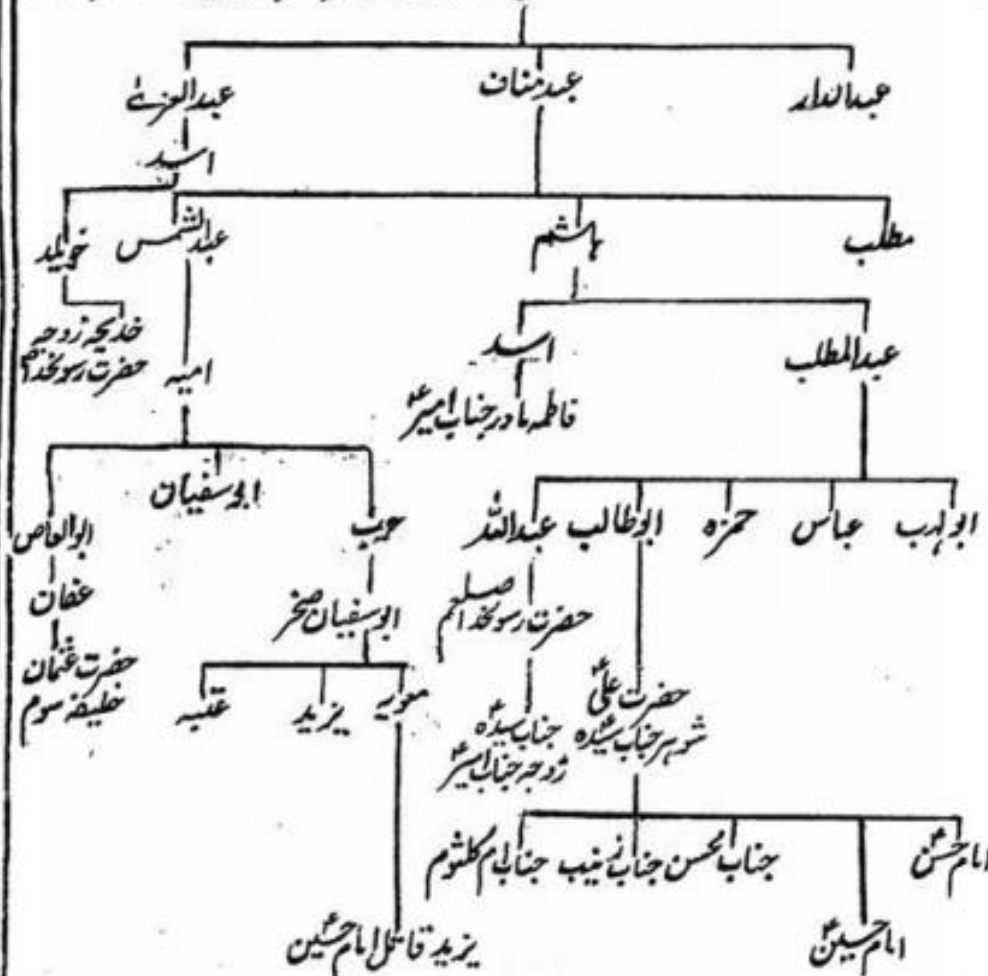 عبدالدار عبد مناف عبدالعزےٰ
اسد
مطلب ہاشم عبدالشمس خویلد
خدیجہ زوجہ
حضرت رسولخداؐ
عبدالمطلب اسد امیہ
فاطمہ مادر جناب امیرؑ
ابولہب عباس حمزہ ابوطالب عبداللہ حرب ابوسفیان ابوالعاص
حضرت رسولخدا صلعم ابوسفیان صخر عفان
حضرت علیؑ
شوہر جناب سیدہؑ
جناب سیدہؑ
زوجہ جناب امیرؑ
معویہ یزید عتبہ
حضرت عثمان
خلیفہ سوم
امام حسنؑ جناب محسن جناب زینب جناب ام کلثوم
امام حسینؑ یزید قاتل امام حسینؑ